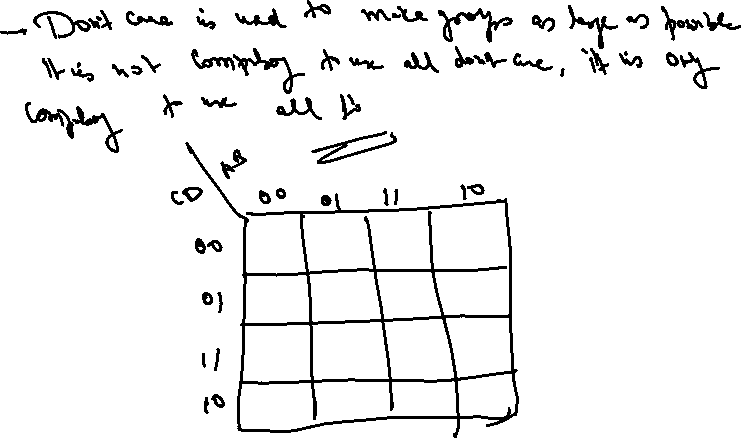 → Don't care is used to make groups as large as possible
It is not compulsory to use all don't care, it is only
compulsory to use all 1's
AB
CD 00 01 11 10
00
01
11
10